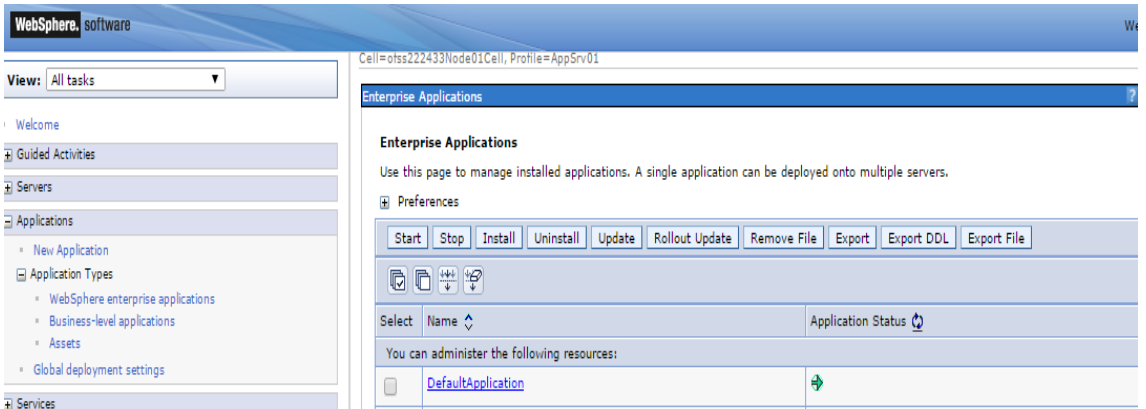 WebSphere. software
We
Cell=ofss222433Node01Cell, Profile=AppSrv01
View: All tasks
Welcome
Guided Activities
Servers
Applications
New Application
Application Types
WebSphere enterprise applications
Business-level applications
Assets
Global deployment settings
Services
Enterprise Applications
?
Enterprise Applications
Use this page to manage installed applications. A single application can be deployed onto multiple servers.
Preferences
Start Stop Install Uninstall Update Rollout Update Remove File Export Export DDL Export File
Select Name Application Status
You can administer the following resources:
DefaultApplication